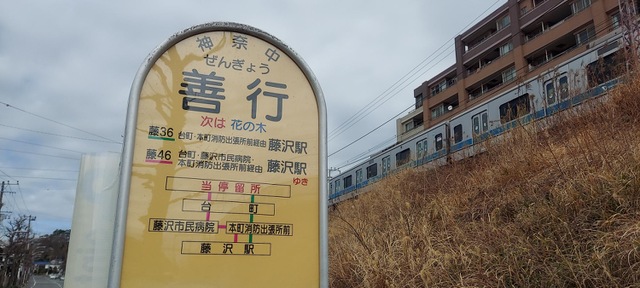 神奈中
ぜんぎょう
善行
次は 花の木
藤36 台町・本町消防出張所前経由 藤沢駅
藤46 台町・藤沢市民病院・
本町消防出張所前経由 藤沢駅
ゆき
当停留所
台町
藤沢市民病院 本町消防出張所前
藤沢駅